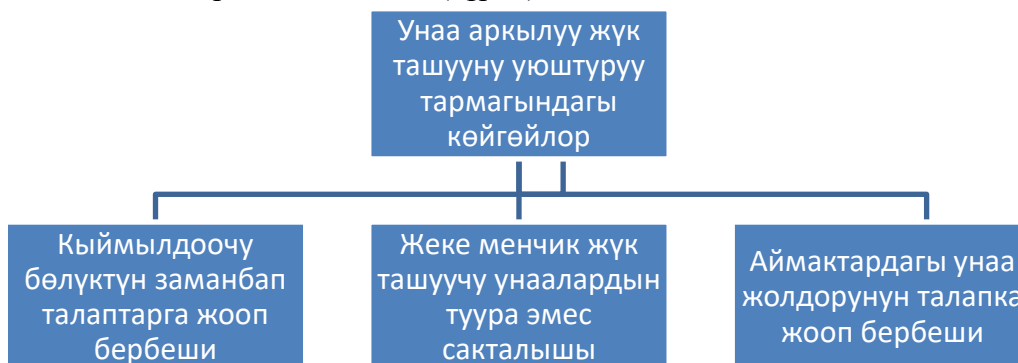 Унаа аркылуу жүк
ташууну уюштуруу
тармагындагы
көйгөйлор
Кыймылдоочу
бөлүктүн заманбап
талаптарга жооп
бербеши
Жеке менчик жүк
ташуучу унаалардын
туура эмес
сакталышы
Аймактардагы унаа
жолдорунун талапка
жооп бербеши